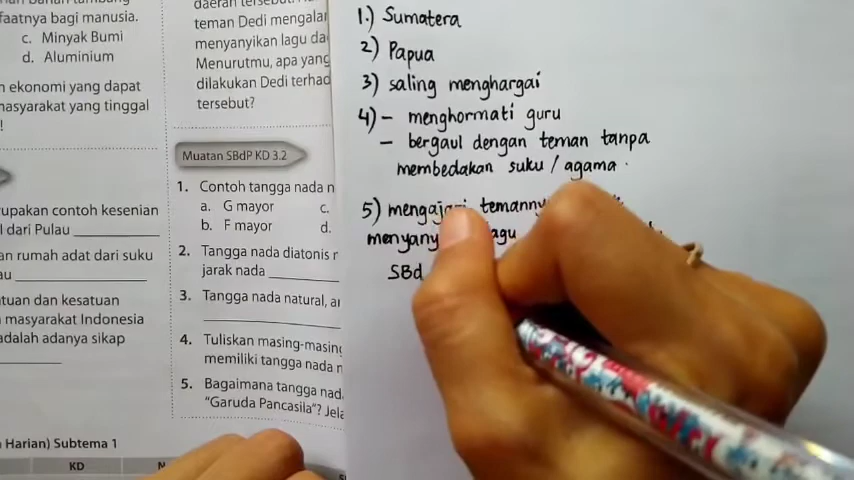 faatnya bagi manusia.
c. Minyak Bumi
d. Aluminium
n ekonomi yang dapat
masyarakat yang tinggal
!
upakan contoh kesenian
l dari Pulau
an rumah adat dari suku
au
tuan dan kesatuan
masyarakat Indonesia
adalah adanya sikap
Harian) Subtema 1
KD
daerah tersebut.
teman Dedi mengalar
menyanyikan lagu da
Menurutmu, apa yang
dilakukan Dedi terhad
tersebut?
Muatan SBdP KD 3.2
1. Contoh tangga nada n
a. G mayor c.
b. F mayor d.
2. Tangga nada diatonis r
jarak nada
3. Tangga nada natural, ar
4. Tuliskan masing-masing
memiliki tangga nada n
5. Bagaimana tangga nad
"Garuda Pancasila"? Jela
1.) Sumatera
2) Papua
3) saling menghargai
4) - menghormati guru
- bergaul dengan teman tanpa
membedakan suku / agama.
5) mengajari temanny
menyany agu
SBd